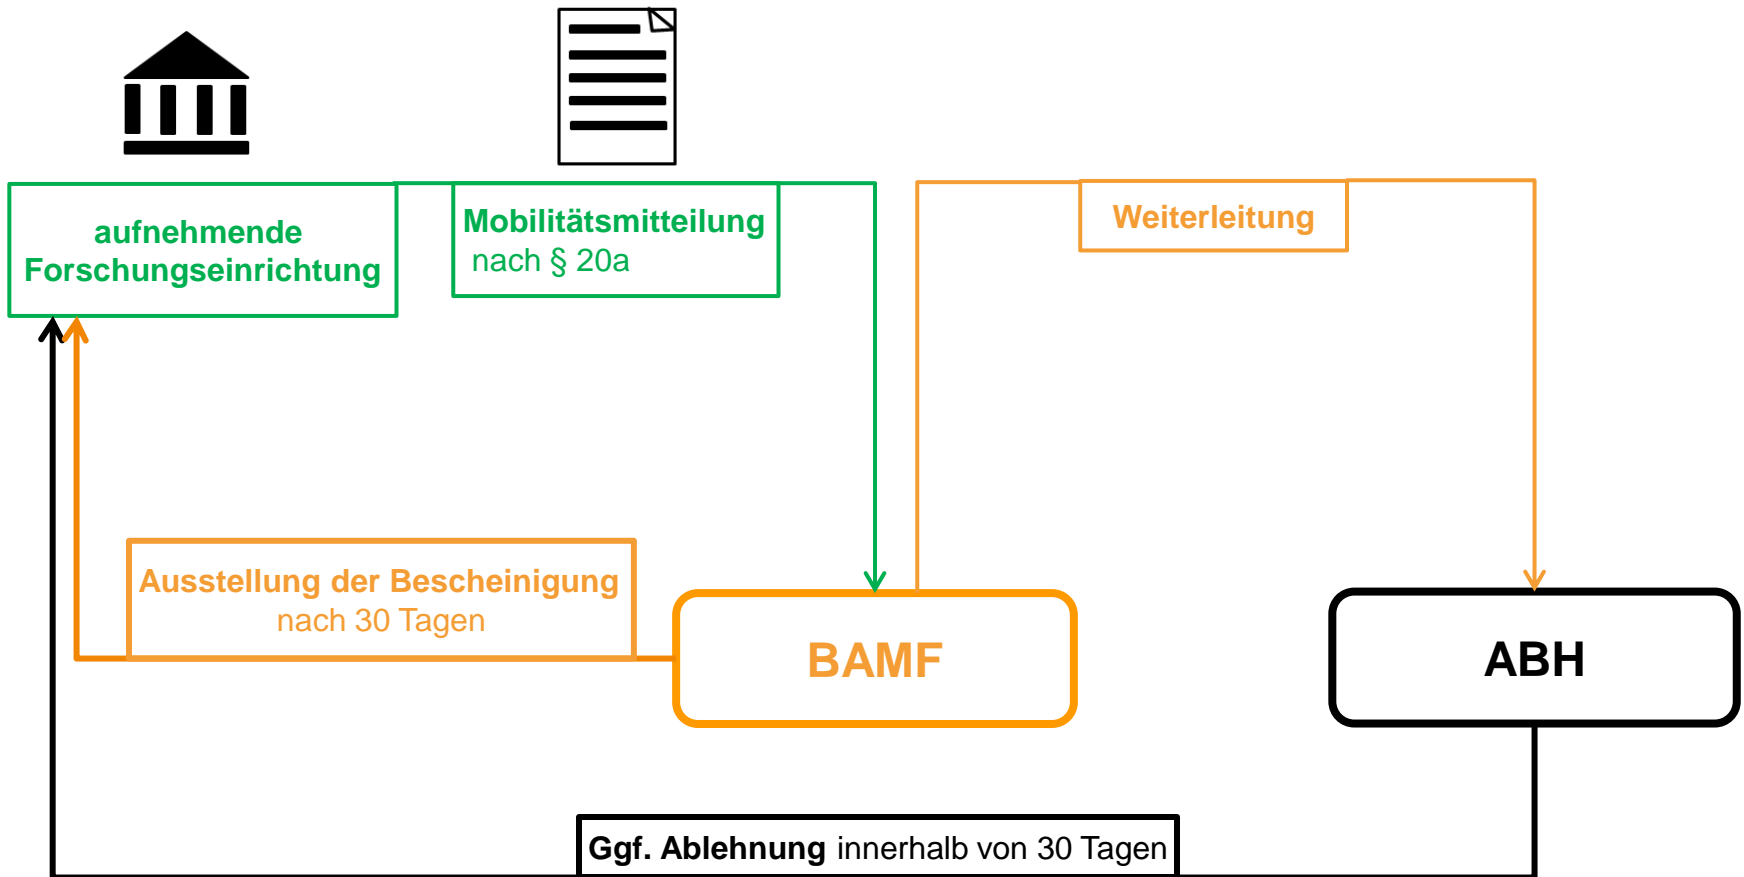 aufnehmende
Forschungseinrichtung
Mobilitätsmitteilung
nach § 20a
Weiterleitung
Ausstellung der Bescheinigung
nach 30 Tagen
BAMF
ABH
Ggf. Ablehnung innerhalb von 30 Tagen